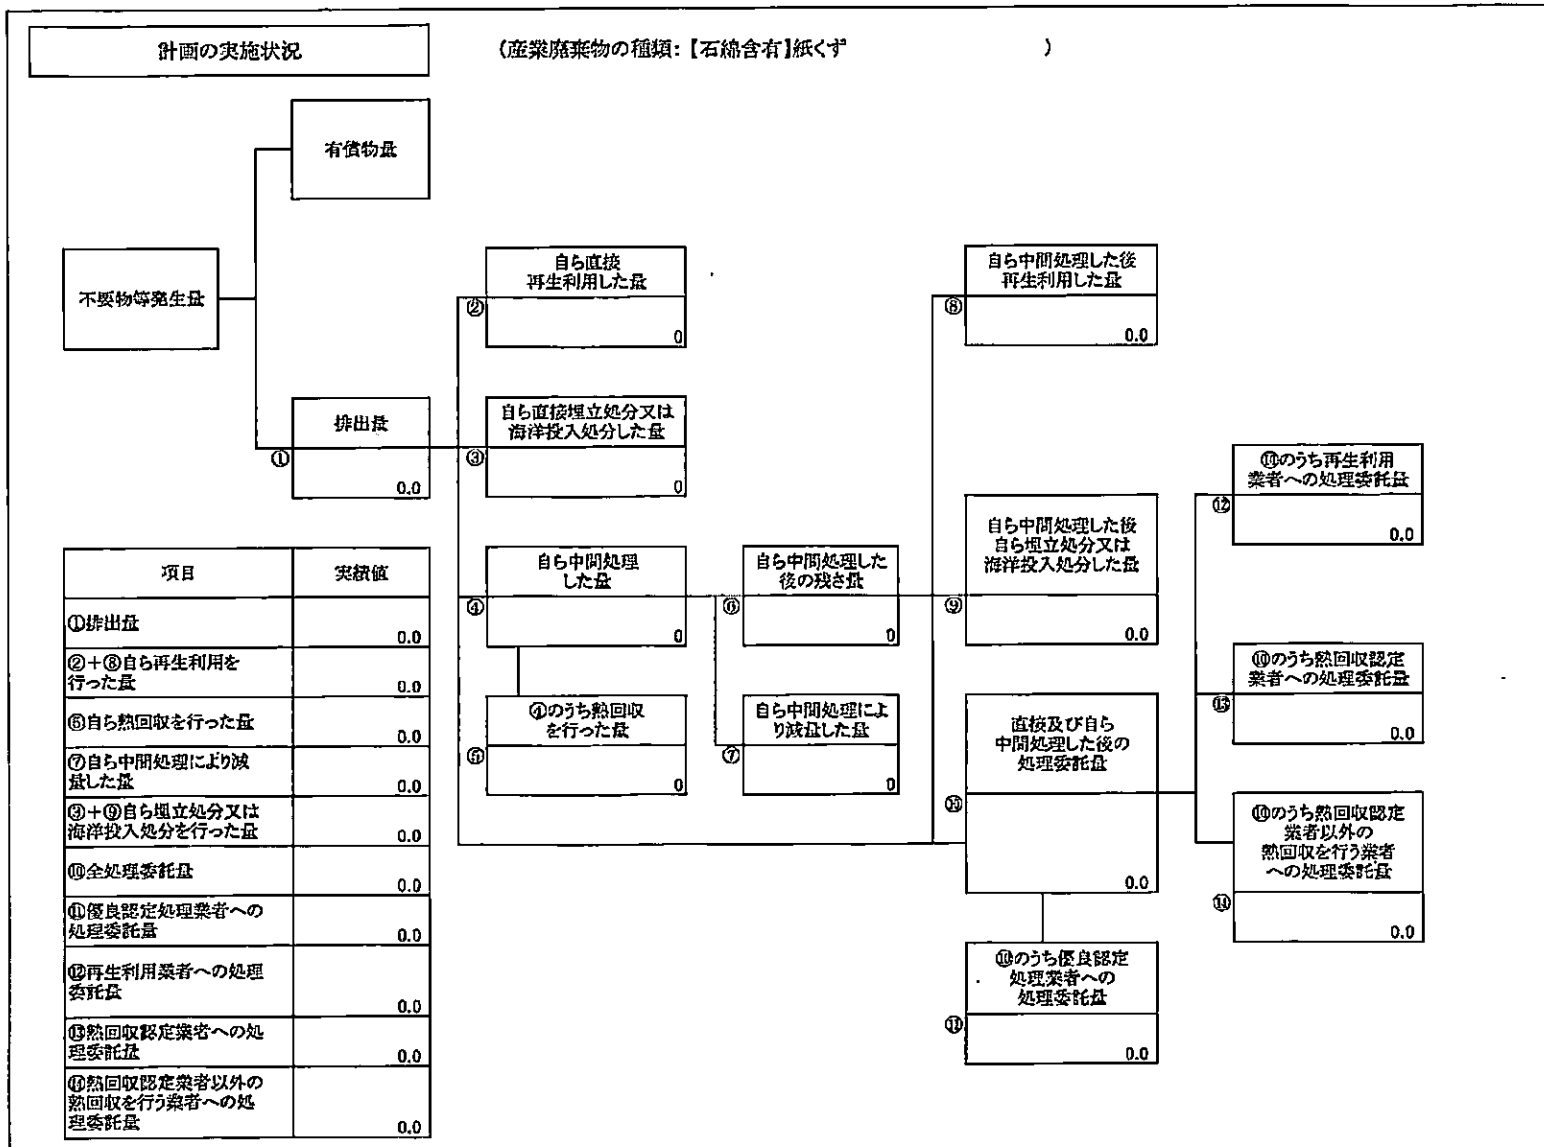 計画の実施状況
(産業廃棄物の種類:【石綿含有】紙くず )
有償物量
不要物等発生量
排出量
①
0.0
自ら直接
再生利用した量
②
0
自ら直接埋立処分又は
海洋投入処分した量
③
0
自ら中間処理
した量
④
0
④のうち熱回収
を行った量
⑤
0
自ら中間処理した
後の残さ量
⑥
0
自ら中間処理によ
り減量した量
⑦
0
自ら中間処理した後
再生利用した量
⑧
0.0
自ら中間処理した後
自ら埋立処分又は
海洋投入処分した量
⑨
0.0
直接及び自ら
中間処理した後の
処理委託量
⑩
0.0
⑩のうち優良認定
処理業者への
処理委託量
⑪
0.0
⑩のうち再生利用
業者への処理委託量
⑫
0.0
⑩のうち熱回収認定
業者への処理委託量
⑬
0.0
⑩のうち熱回収認定
業者以外の
熱回収を行う業者
への処理委託量
⑭
0.0
項目 実績値
①排出量 0.0
②+⑧自ら再生利用を
行った量 0.0
⑤自ら熱回収を行った量 0.0
⑦自ら中間処理により減
量した量 0.0
③+⑨自ら埋立処分又は
海洋投入処分を行った量 0.0
⑩全処理委託量 0.0
⑪優良認定処理業者への
処理委託量 0.0
⑫再生利用業者への処理
委託量 0.0
⑬熱回収認定業者への処
理委託量 0.0
⑭熱回収認定業者以外の
熱回収を行う業者への処
理委託量 0.0